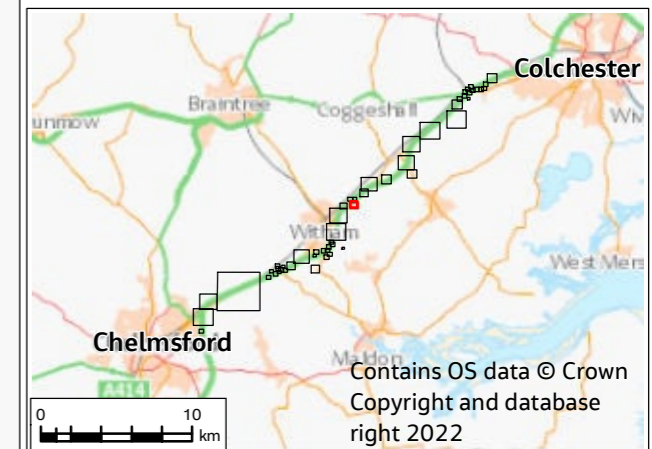 Colchester
Braintree
Coggeshall
unmow
Wiv
Witham
West Mers
Chelmsford
Maldon
A414
Contains OS data © Crown
Copyright and database
right 2022
0 10
km